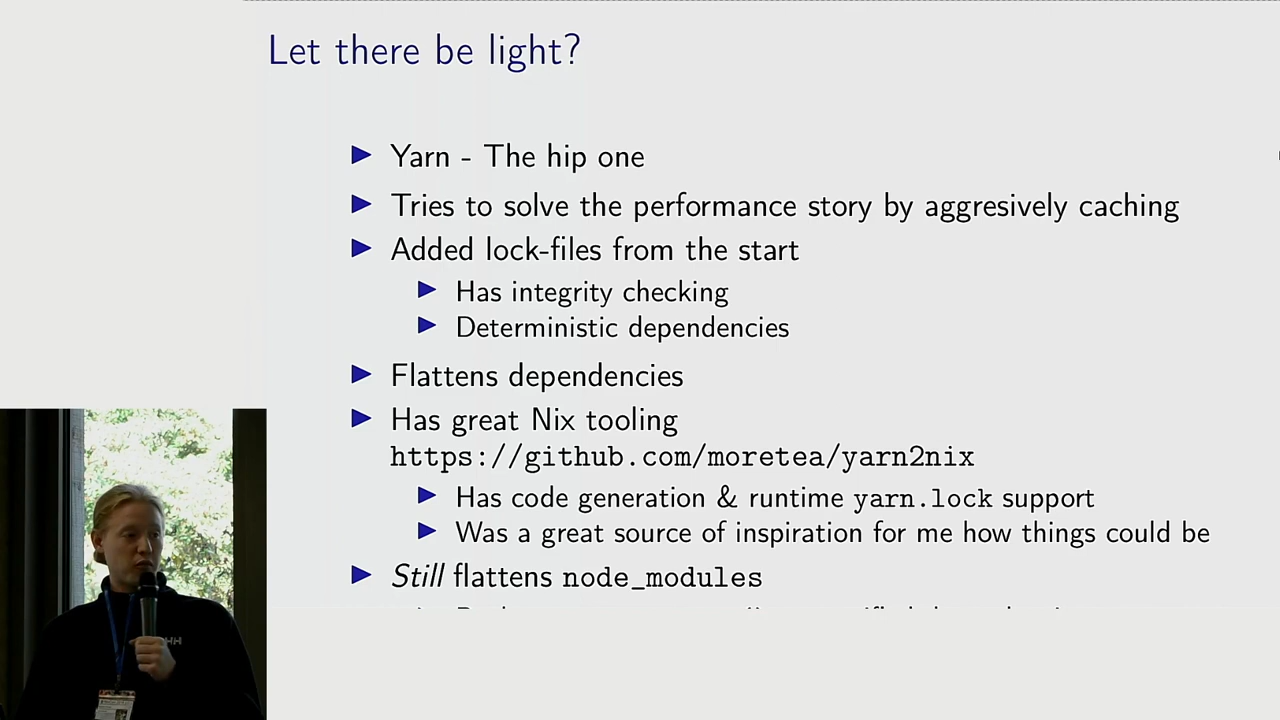 Let there be light?
Yarn - The hip one
Tries to solve the performance story by aggresively caching
Added lock-files from the start
Has integrity checking
Deterministic dependencies
Flattens dependencies
Has great Nix tooling
https://github.com/moretea/yarn2nix
Has code generation & runtime yarn.lock support
Was a great source of inspiration for me how things could be
Still flattens node_modules